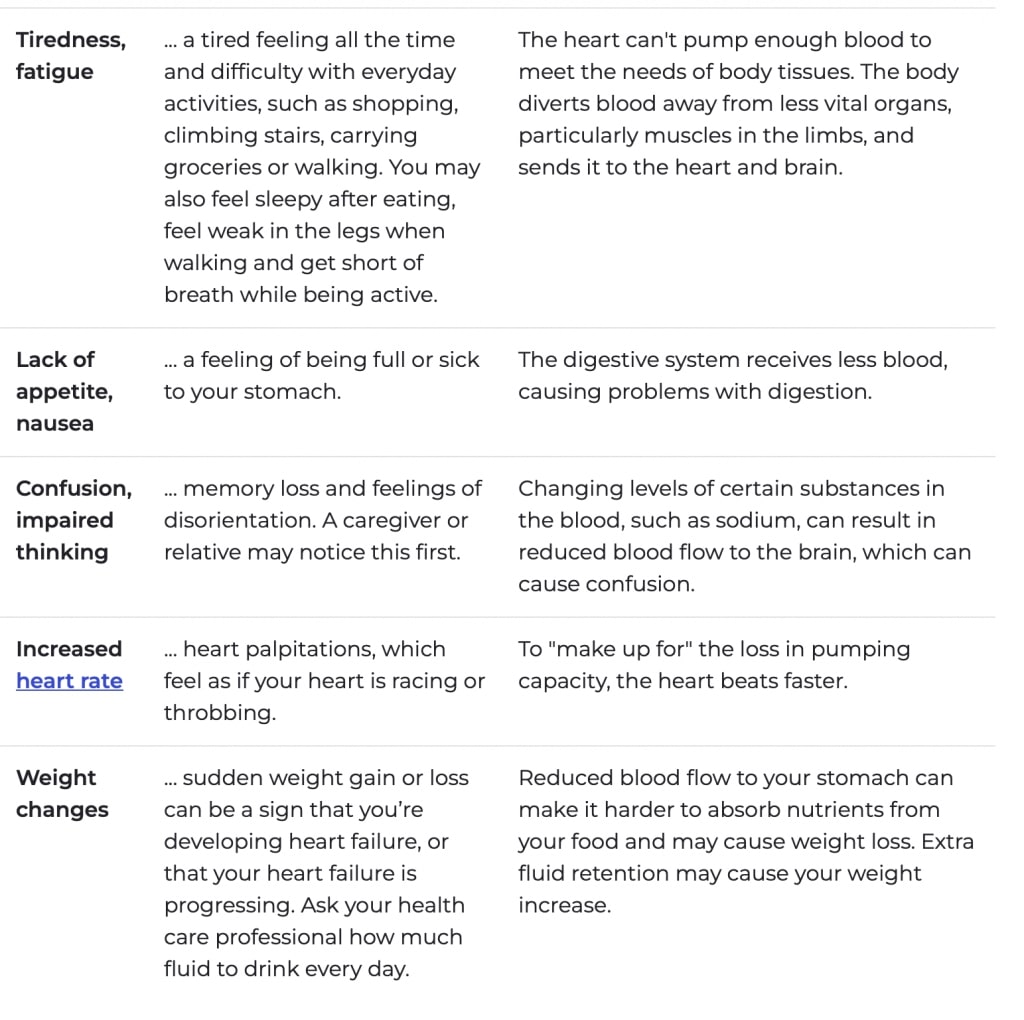 Tiredness, fatigue
... a tired feeling all the time
and difficulty with everyday
activities, such as shopping,
climbing stairs, carrying
groceries or walking. You may
also feel sleepy after eating,
feel weak in the legs when
walking and get short of
breath while being active.
The heart can't pump enough blood to
meet the needs of body tissues. The body
diverts blood away from less vital organs,
particularly muscles in the limbs, and
sends it to the heart and brain.
Lack of
appetite,
nausea
... a feeling of being full or sick
to your stomach.
The digestive system receives less blood,
causing problems with digestion.
Confusion,
impaired
thinking
... memory loss and feelings of
disorientation. A caregiver or
relative may notice this first.
Changing levels of certain substances in
the blood, such as sodium, can result in
reduced blood flow to the brain, which can
cause confusion.
Increased
heart rate
... heart palpitations, which
feel as if your heart is racing or
throbbing.
To "make up for" the loss in pumping
capacity, the heart beats faster.
Weight
changes
... sudden weight gain or loss
can be a sign that you’re
developing heart failure, or
that your heart failure is
progressing. Ask your health
care professional how much
fluid to drink every day.
Reduced blood flow to your stomach can
make it harder to absorb nutrients from
your food and may cause weight loss. Extra
fluid retention may cause your weight
increase.